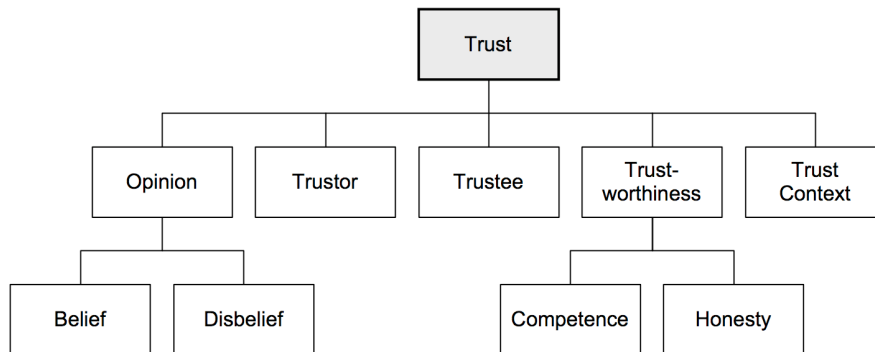 Trust
Opinion
Trustor
Trustee
Trust-
worthiness
Trust
Context
Belief
Disbelief
Competence
Honesty